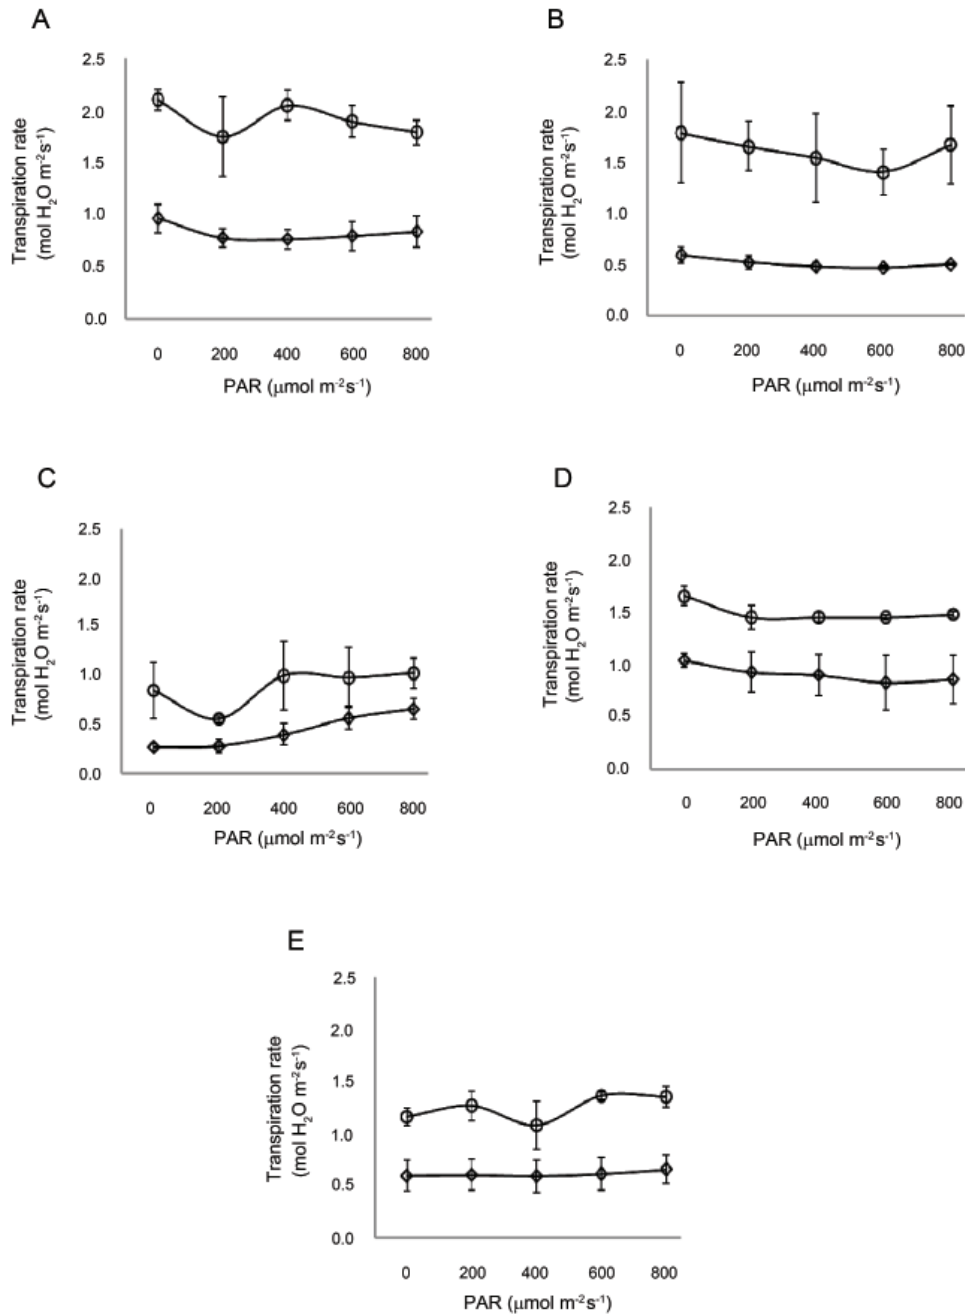 A
Transpiration rate
(mol H₂O m⁻²s⁻¹)
2.5
2.0
1.5
1.0
0.5
0.0
0 200 400 600 800
PAR (μmol m⁻²s⁻¹)
B
Transpiration rate
(mol H₂O m⁻²s⁻¹)
2.5
2.0
1.5
1.0
0.5
0.0
0 200 400 600 800
PAR (μmol m⁻²s⁻¹)
C
Transpiration rate
(mol H₂O m⁻²s⁻¹)
2.5
2.0
1.5
1.0
0.5
0.0
0 200 400 600 800
PAR (μmol m⁻²s⁻¹)
D
Transpiration rate
(mol H₂O m⁻²s⁻¹)
2.5
2.0
1.5
1.0
0.5
0.0
0 200 400 600 800
PAR (μmol m⁻²s⁻¹)
E
Transpiration rate
(mol H₂O m⁻²s⁻¹)
2.5
2.0
1.5
1.0
0.5
0.0
0 200 400 600 800
PAR (μmol m⁻²s⁻¹)